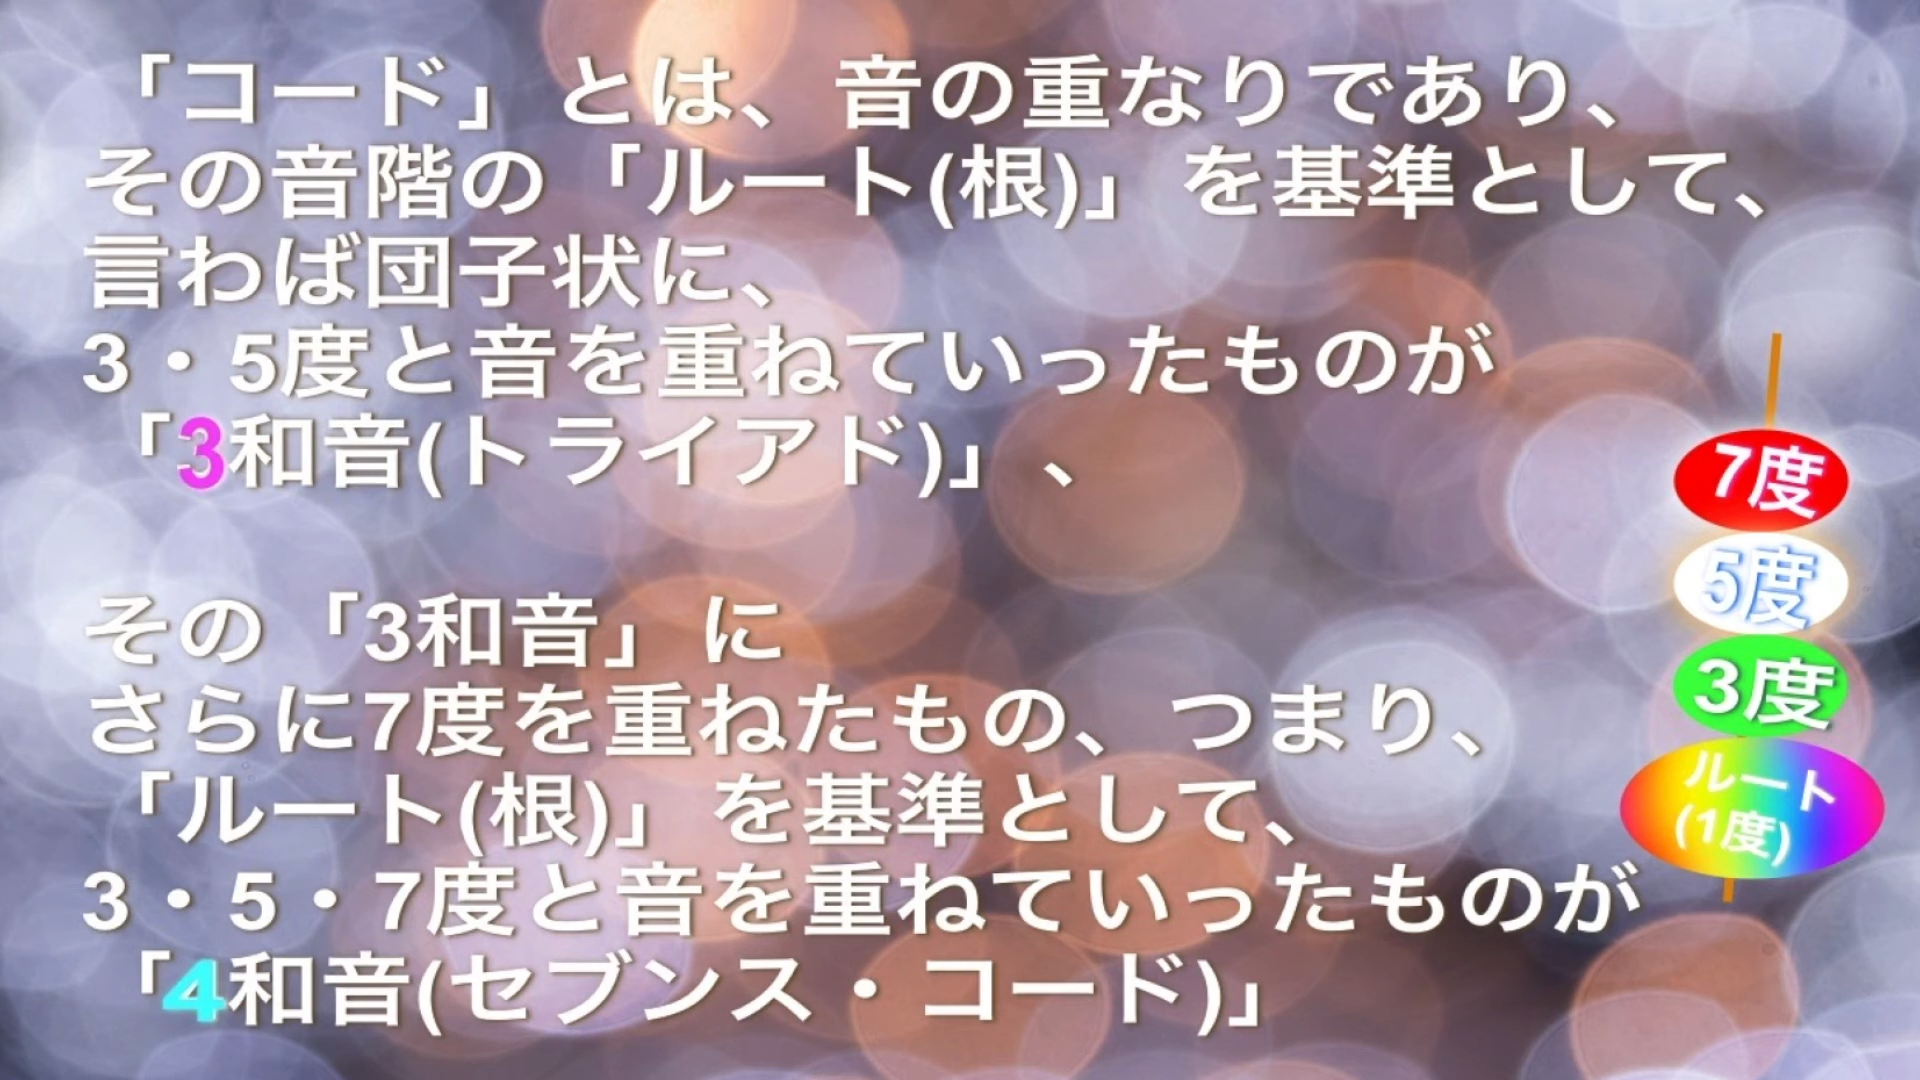 「コード」とは、音の重なりであり、
その音階の「ルート(根)」を基準として、
言わば団子状に、
3・5度と音を重ねていったものが
「3和音(トライアド)」、
その「3和音」に
さらに7度を重ねたもの、つまり、
「ルート(根)」を基準として、
3・5・7度と音を重ねていったものが
「4和音(セブンス・コード)」
7度
5度
3度
ルート
(1度)